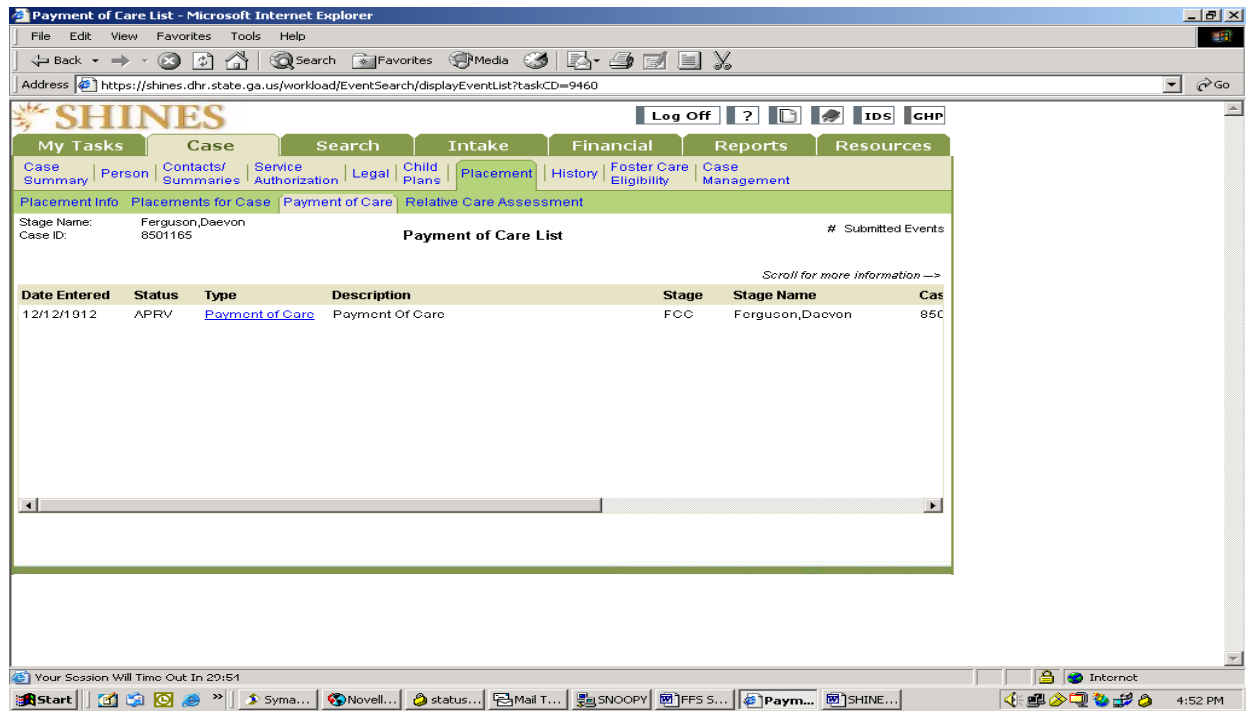 Payment of Care List - Microsoft Internet Explorer
File Edit View Favorites Tools Help
Back Search Favorites Media
Address https://shines.dhr.state.ga.us/workload/EventSearch/displayEventList?taskCD=9460 Go
SHINES Log Off ? IDS GHP
My Tasks Case Search Intake Financial Reports Resources
Case Summary Person Contacts/ Summaries Service Authorization Legal Child Plans Placement History Foster Care Eligibility Case Management
Placement Info Placements for Case Payment of Care Relative Care Assessment
Stage Name: Ferguson,Daevon
Case ID: 8501165 Payment of Care List # Submitted Events
Scroll for more information -->
Date Entered Status Type Description Stage Stage Name Cas
12/12/1912 APRV Payment of Care Payment Of Care FCC Ferguson,Daevon 850
Your Session Will Time Out In 29:54 Internet
Start » Syma... Novell... status... Mail T... SNOOPY FFS S... Paym... SHINE... 4:52 PM